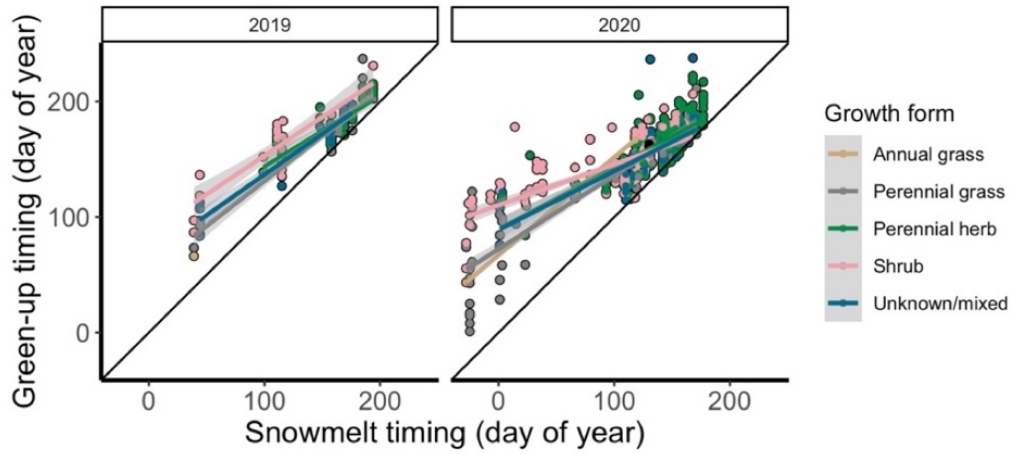 2019
2020
Green-up timing (day of year)
200
100
0
0
100
200
0
100
200
Snowmelt timing (day of year)
Growth form
Annual grass
Perennial grass
Perennial herb
Shrub
Unknown/mixed